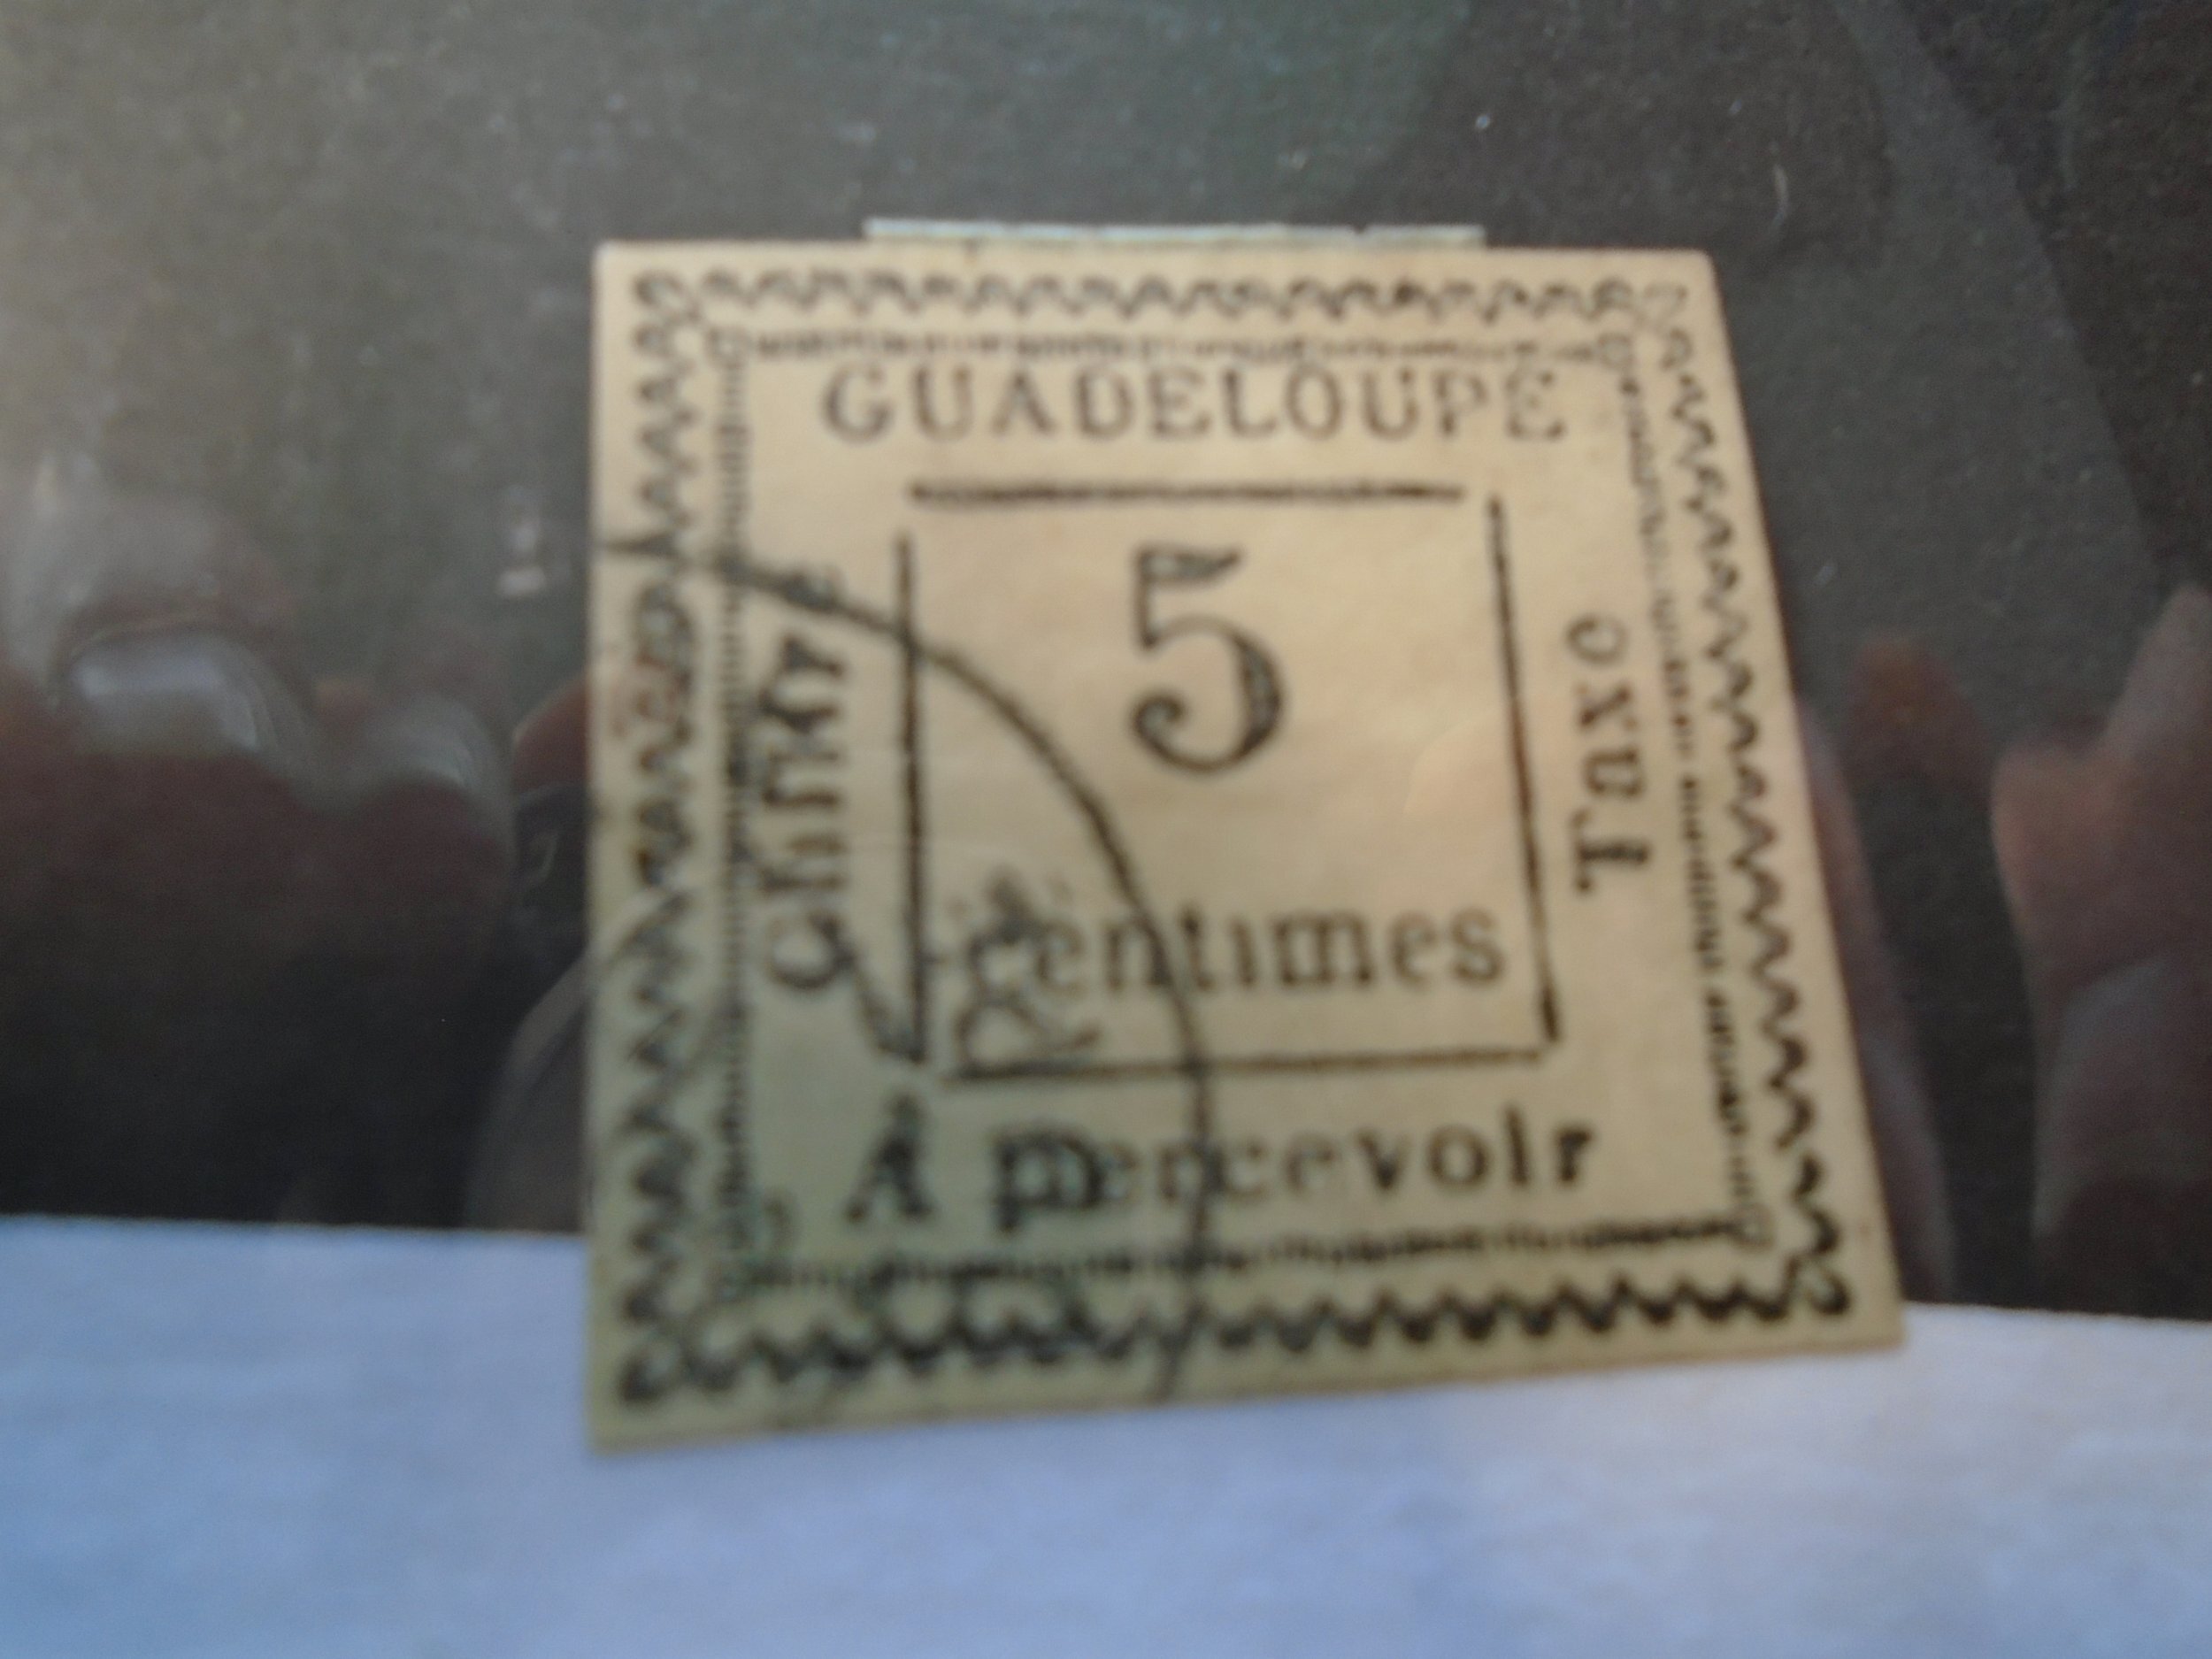 GUADELOUPE
chiffre
5
centimes
Taxe
À percevoir